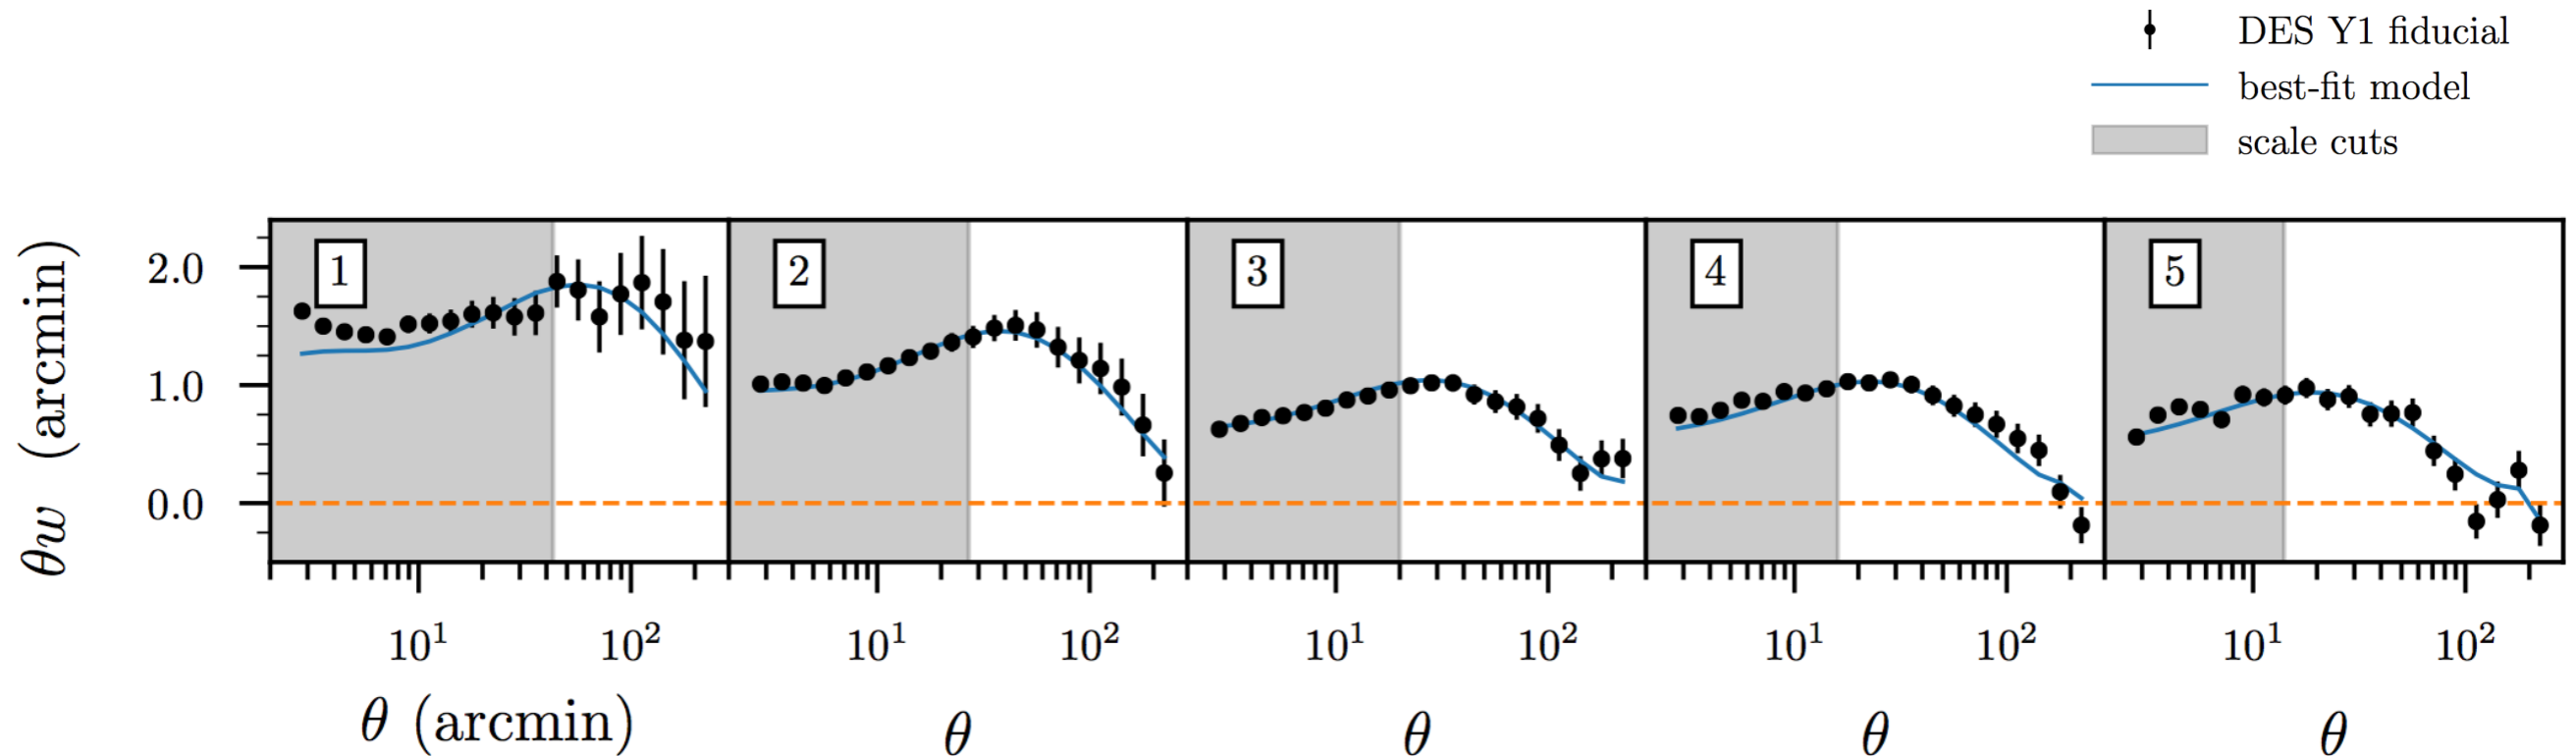 DES Y1 fiducial
best-fit model
scale cuts
θw (arcmin)
2.0
1.0
0.0
1
2
3
4
5
10¹ 10² 10¹ 10² 10¹ 10² 10¹ 10² 10¹ 10²
θ (arcmin) θ θ θ θ